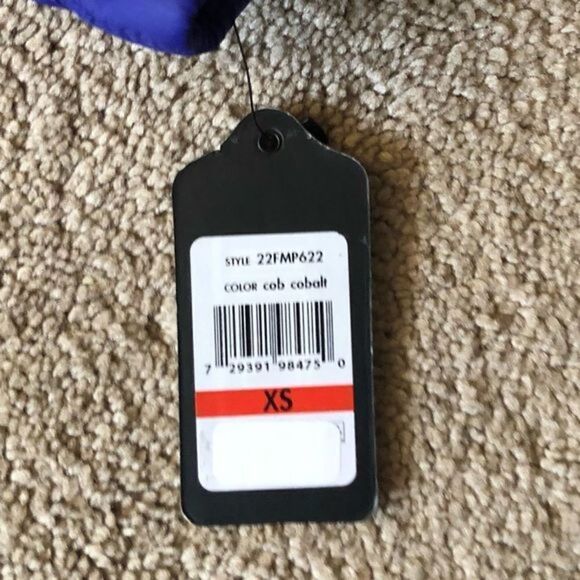 STYLE 22FMP622
COLOR cob cobalt
7 29391 98475 0
XS